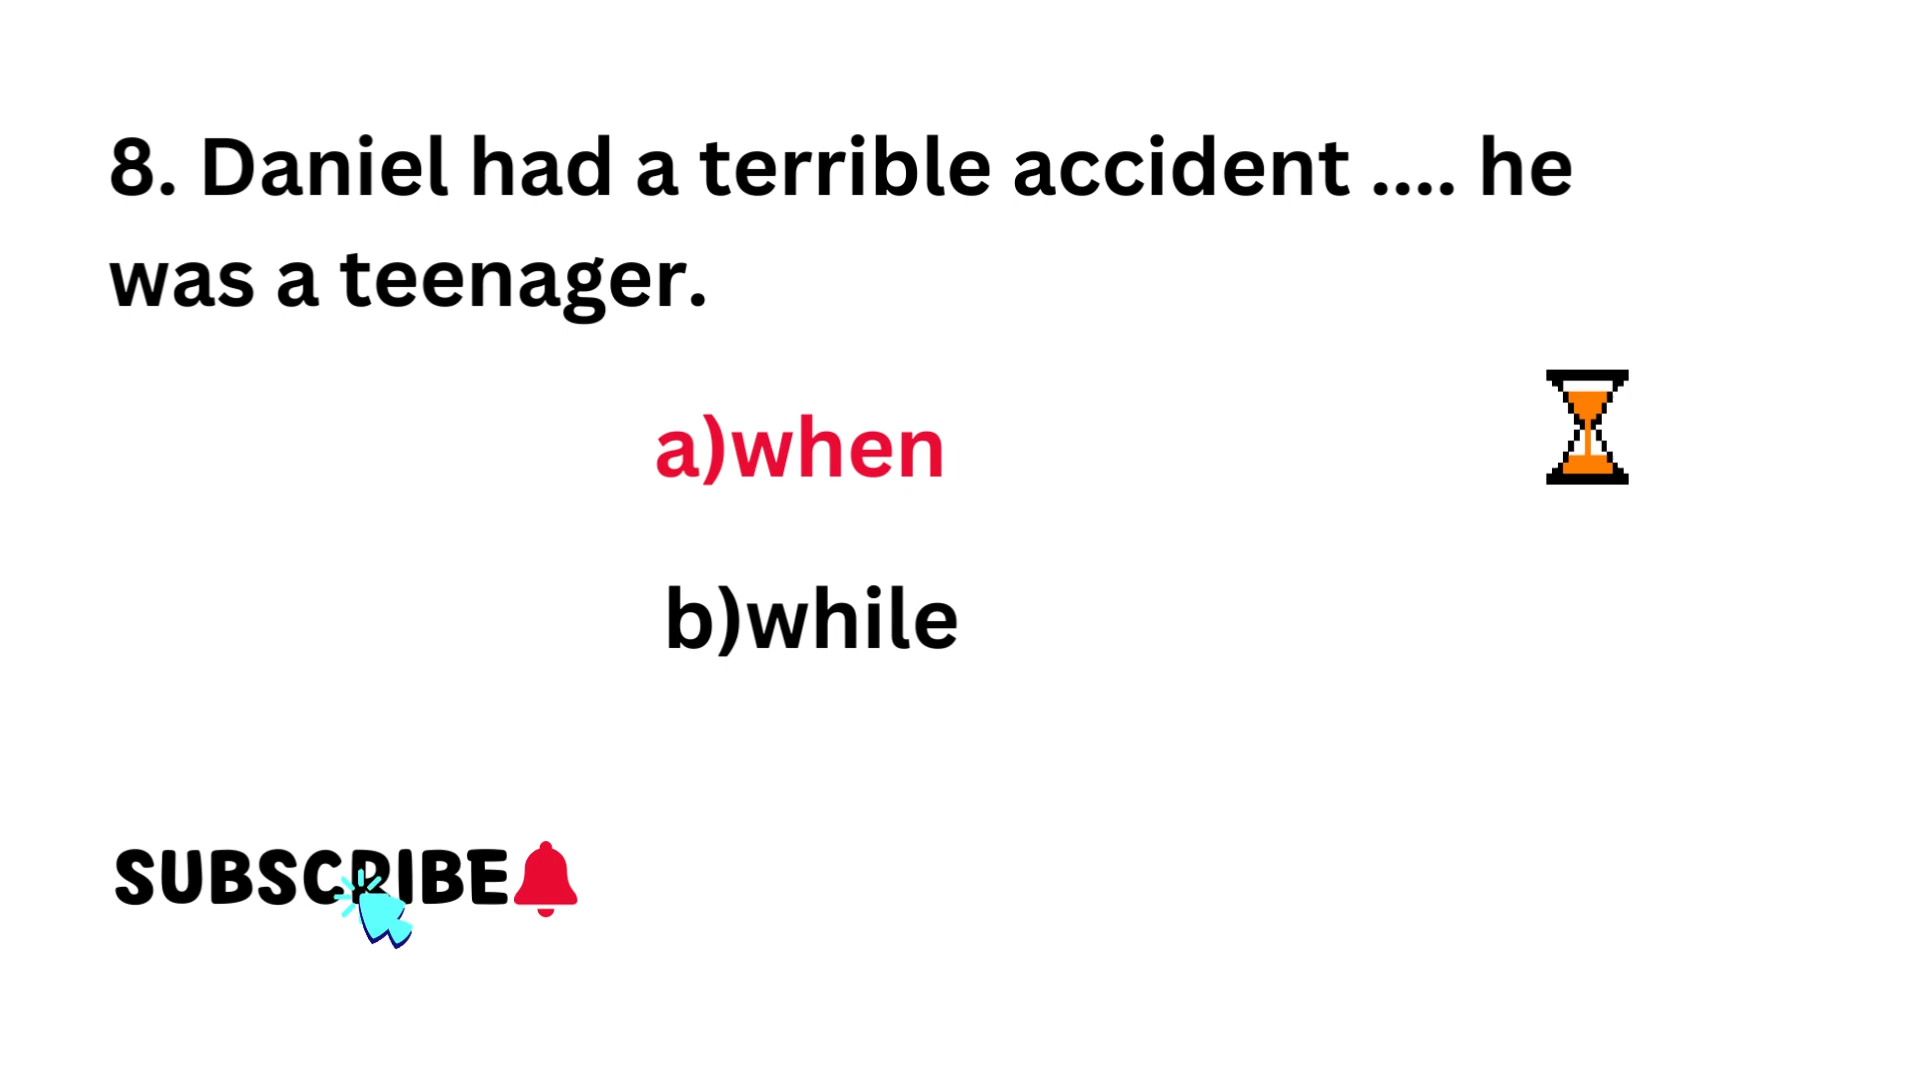 8. Daniel had a terrible accident .... he
was a teenager.
a)when
b)while
SUBSCRIBE